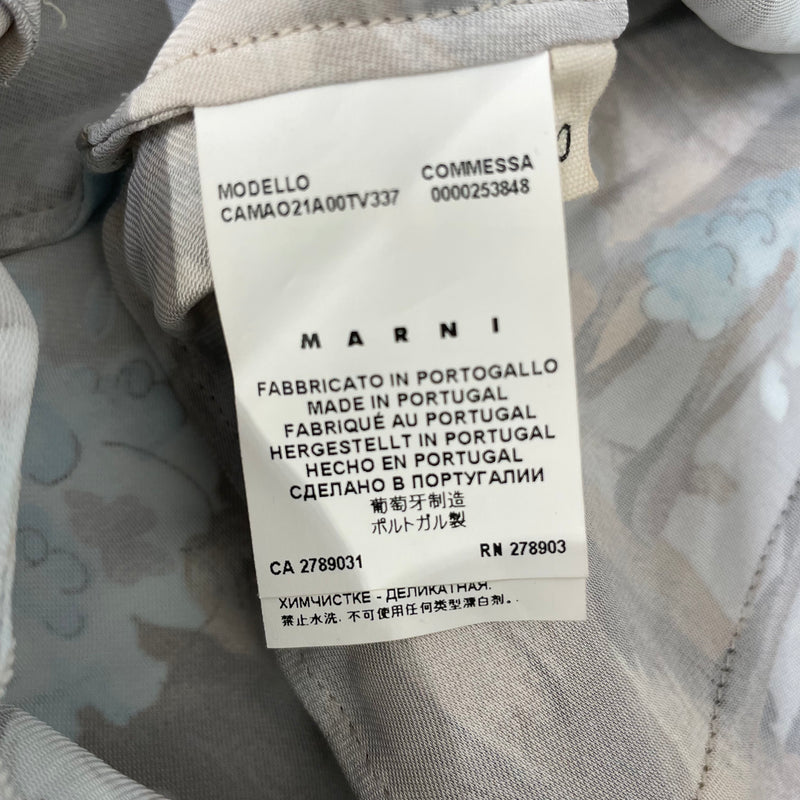 MODELLO COMMESSA
CAMAO21A00TV337 0000253848
MARNI
FABBRICATO IN PORTOGALLO
MADE IN PORTUGAL
FABRIQUÉ AU PORTUGAL
HERGESTELLT IN PORTUGAL
HECHO EN PORTUGAL
СДЕЛАНО В ПОРТУГАЛИИ
葡萄牙制造
ポルトガル製
CA 2789031 RN 278903
ХИМЧИСТКЕ - ДЕЛИКАТНАЯ.
禁止水洗, 不可使用任何类型漂白剂。